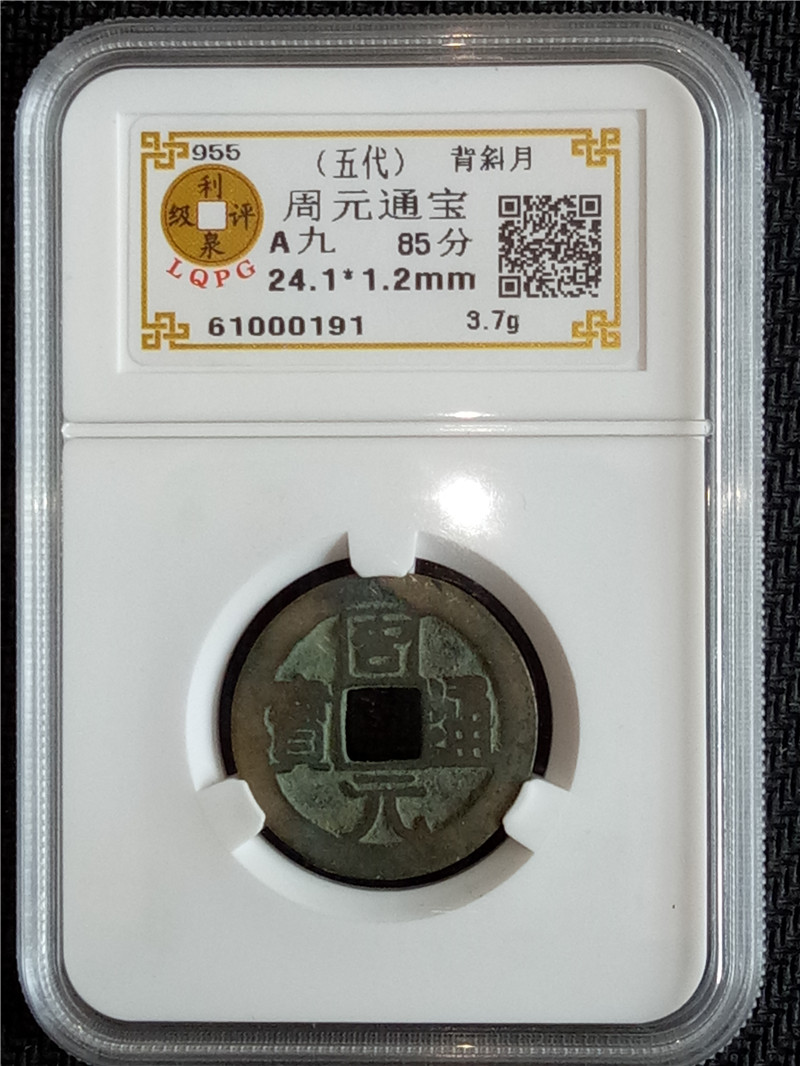 955
（五代） 背斜月
利泉评级
LQPG
周元通宝
A九 85分
24.1*1.2mm
61000191 3.7g
周元通寳